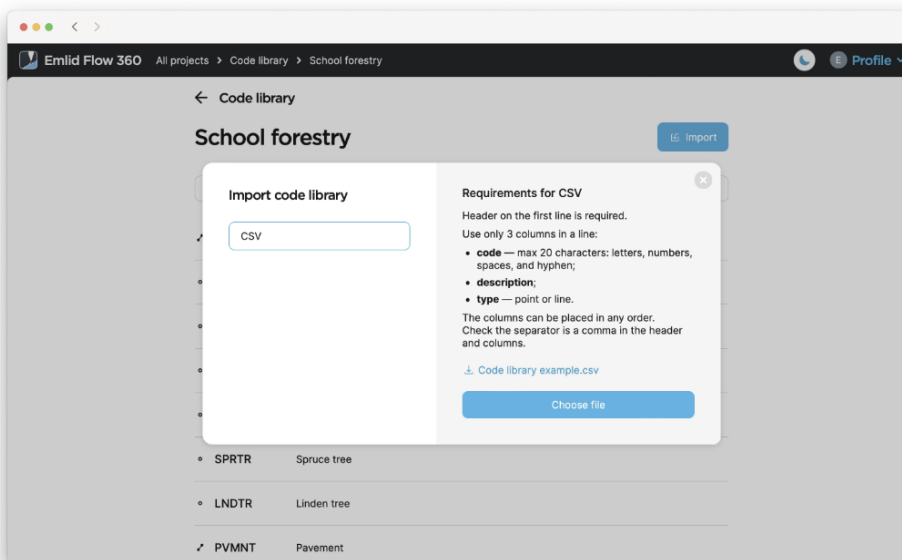 Emlid Flow 360 All projects > Code library > School forestry
E Profile
← Code library
School forestry
Import
Import code library
CSV
Requirements for CSV
Header on the first line is required.
Use only 3 columns in a line:
• code — max 20 characters: letters, numbers,
spaces, and hyphen;
• description;
• type — point or line.
The columns can be placed in any order.
Check the separator is a comma in the header
and columns.
Code library example.csv
Choose file
SPRTR Spruce tree
LNDTR Linden tree
PVMNT Pavement